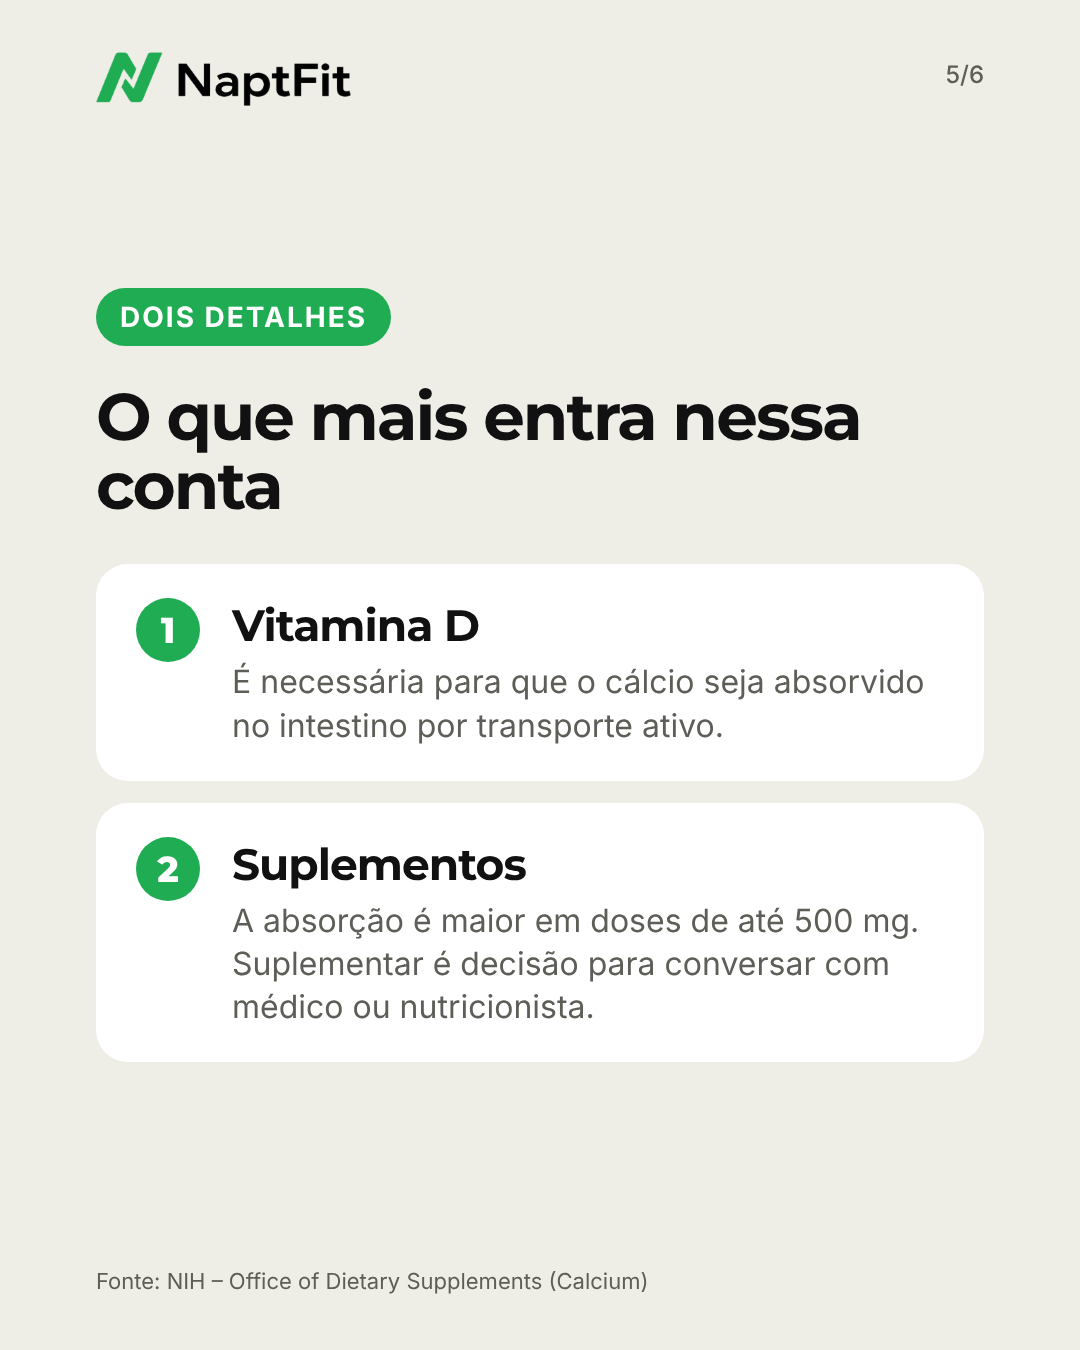 NaptFit
5/6
DOIS DETALHES
O que mais entra nessa
conta
1
Vitamina D
É necessária para que o cálcio seja absorvido
no intestino por transporte ativo.
2
Suplementos
A absorção é maior em doses de até 500 mg.
Suplementar é decisão para conversar com
médico ou nutricionista.
Fonte: NIH – Office of Dietary Supplements (Calcium)